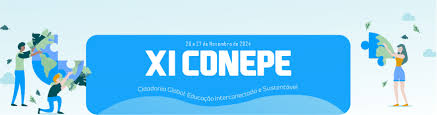 26 e 27 de Novembro de 2024
XI CONEPE
Cidadania Global: Educação Interconectada e Sustentável